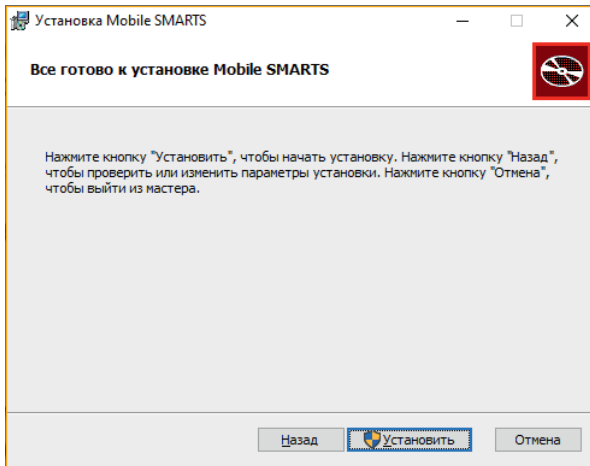 Установка Mobile SMARTS
Все готово к установке Mobile SMARTS
Нажмите кнопку "Установить", чтобы начать установку. Нажмите кнопку "Назад",
чтобы проверить или изменить параметры установки. Нажмите кнопку "Отмена",
чтобы выйти из мастера.
Назад Установить Отмена